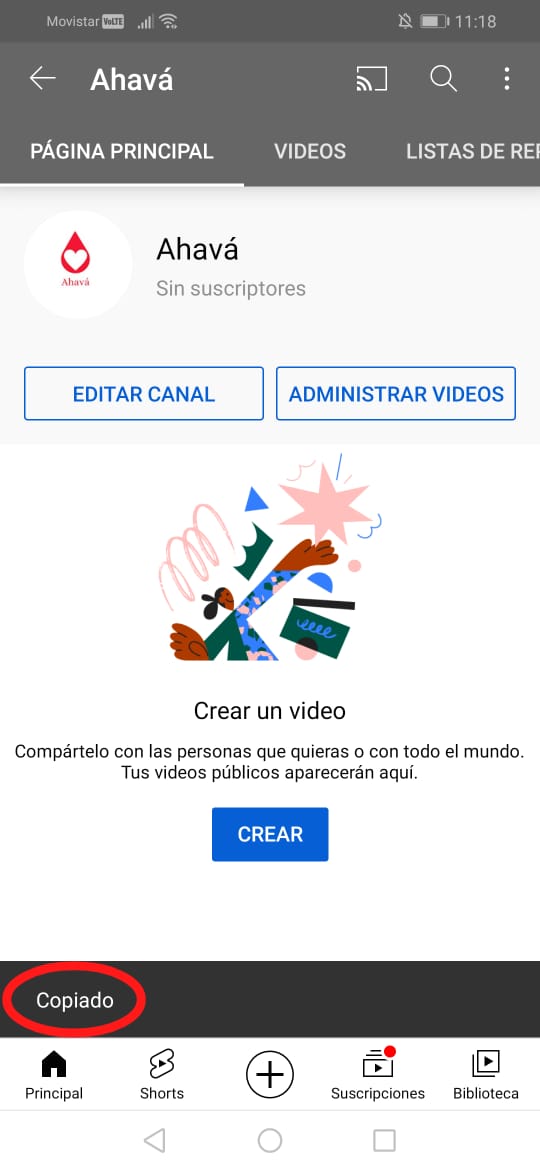 Movistar VoLTE 11:18
Ahavá
PÁGINA PRINCIPAL VIDEOS LISTAS DE REP
Ahavá
Ahavá
Sin suscriptores
EDITAR CANAL ADMINISTRAR VIDEOS
Crear un video
Compártelo con las personas que quieras o con todo el mundo.
Tus videos públicos aparecerán aquí.
CREAR
Copiado
Principal Shorts Suscripciones Biblioteca